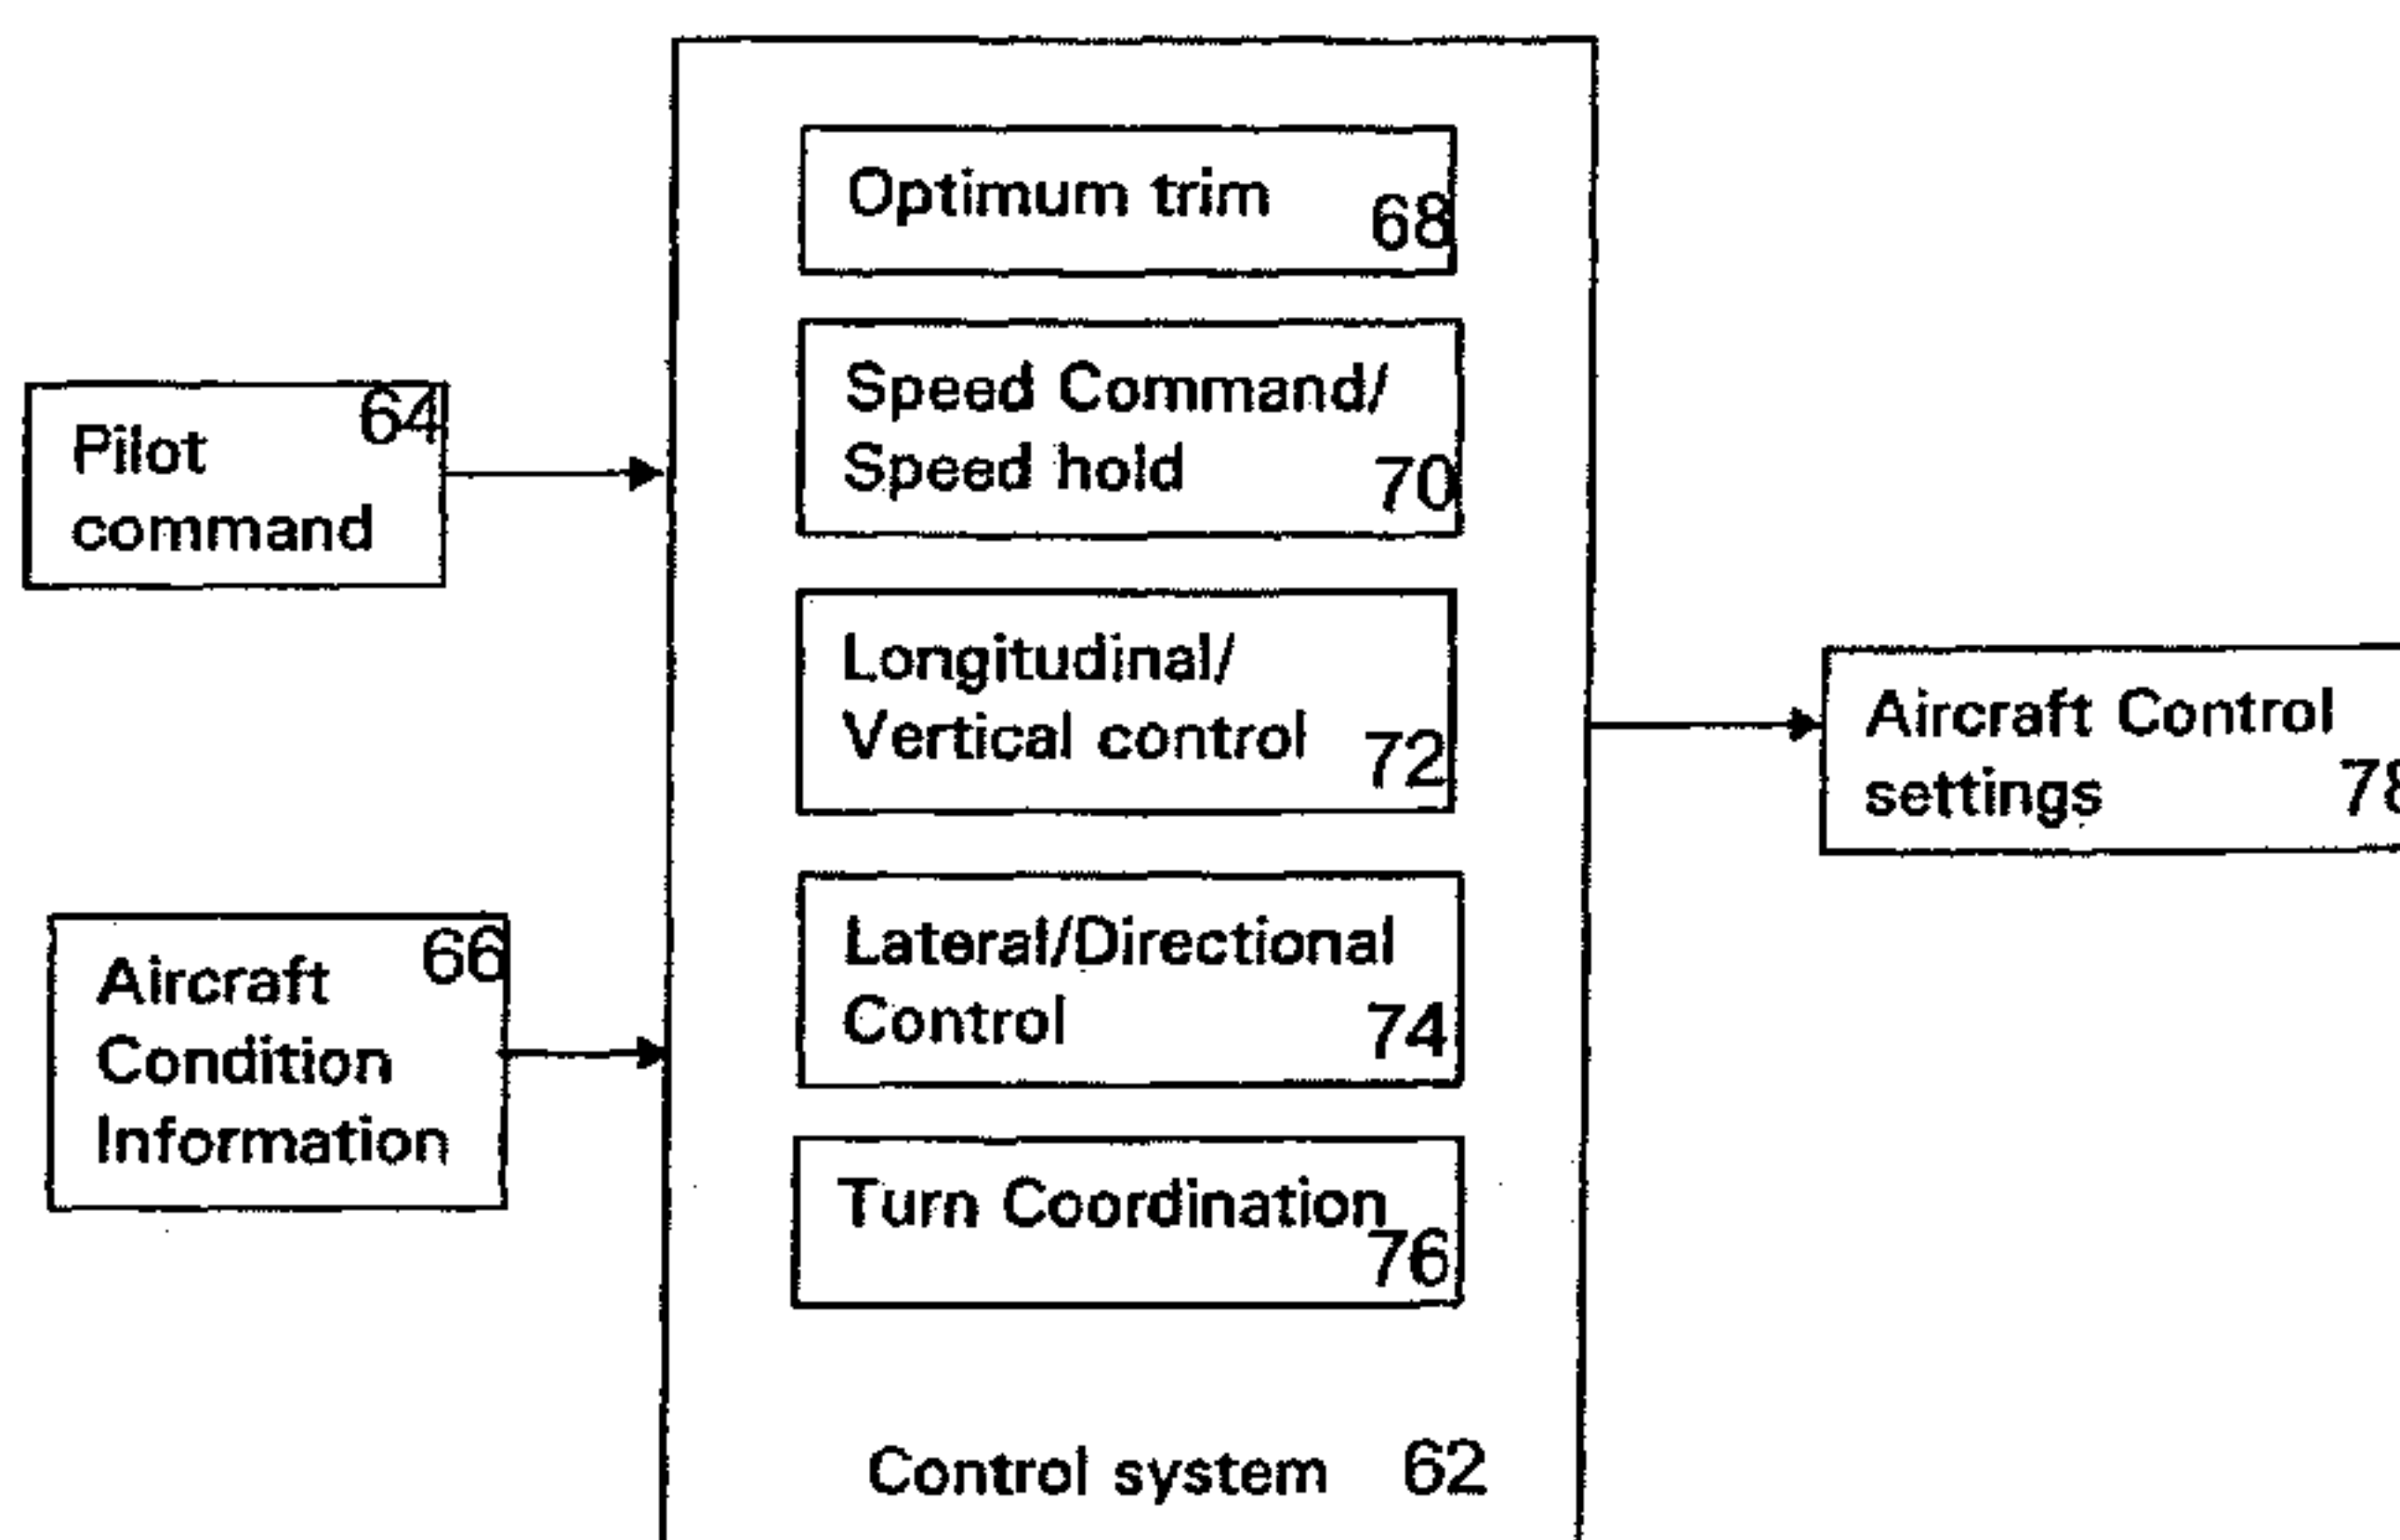 Optimum trim
68
Speed Command/
Speed hold 70
64
Pilot
command
Longitudinal/
Vertical control 72
Aircraft Control
settings 78
66
Aircraft
Condition
Information
Lateral/Directional
Control 74
Turn Coordination
76
Control system 62